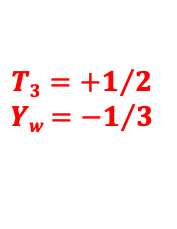 T₃ = +1/2
Y_w = −1/3